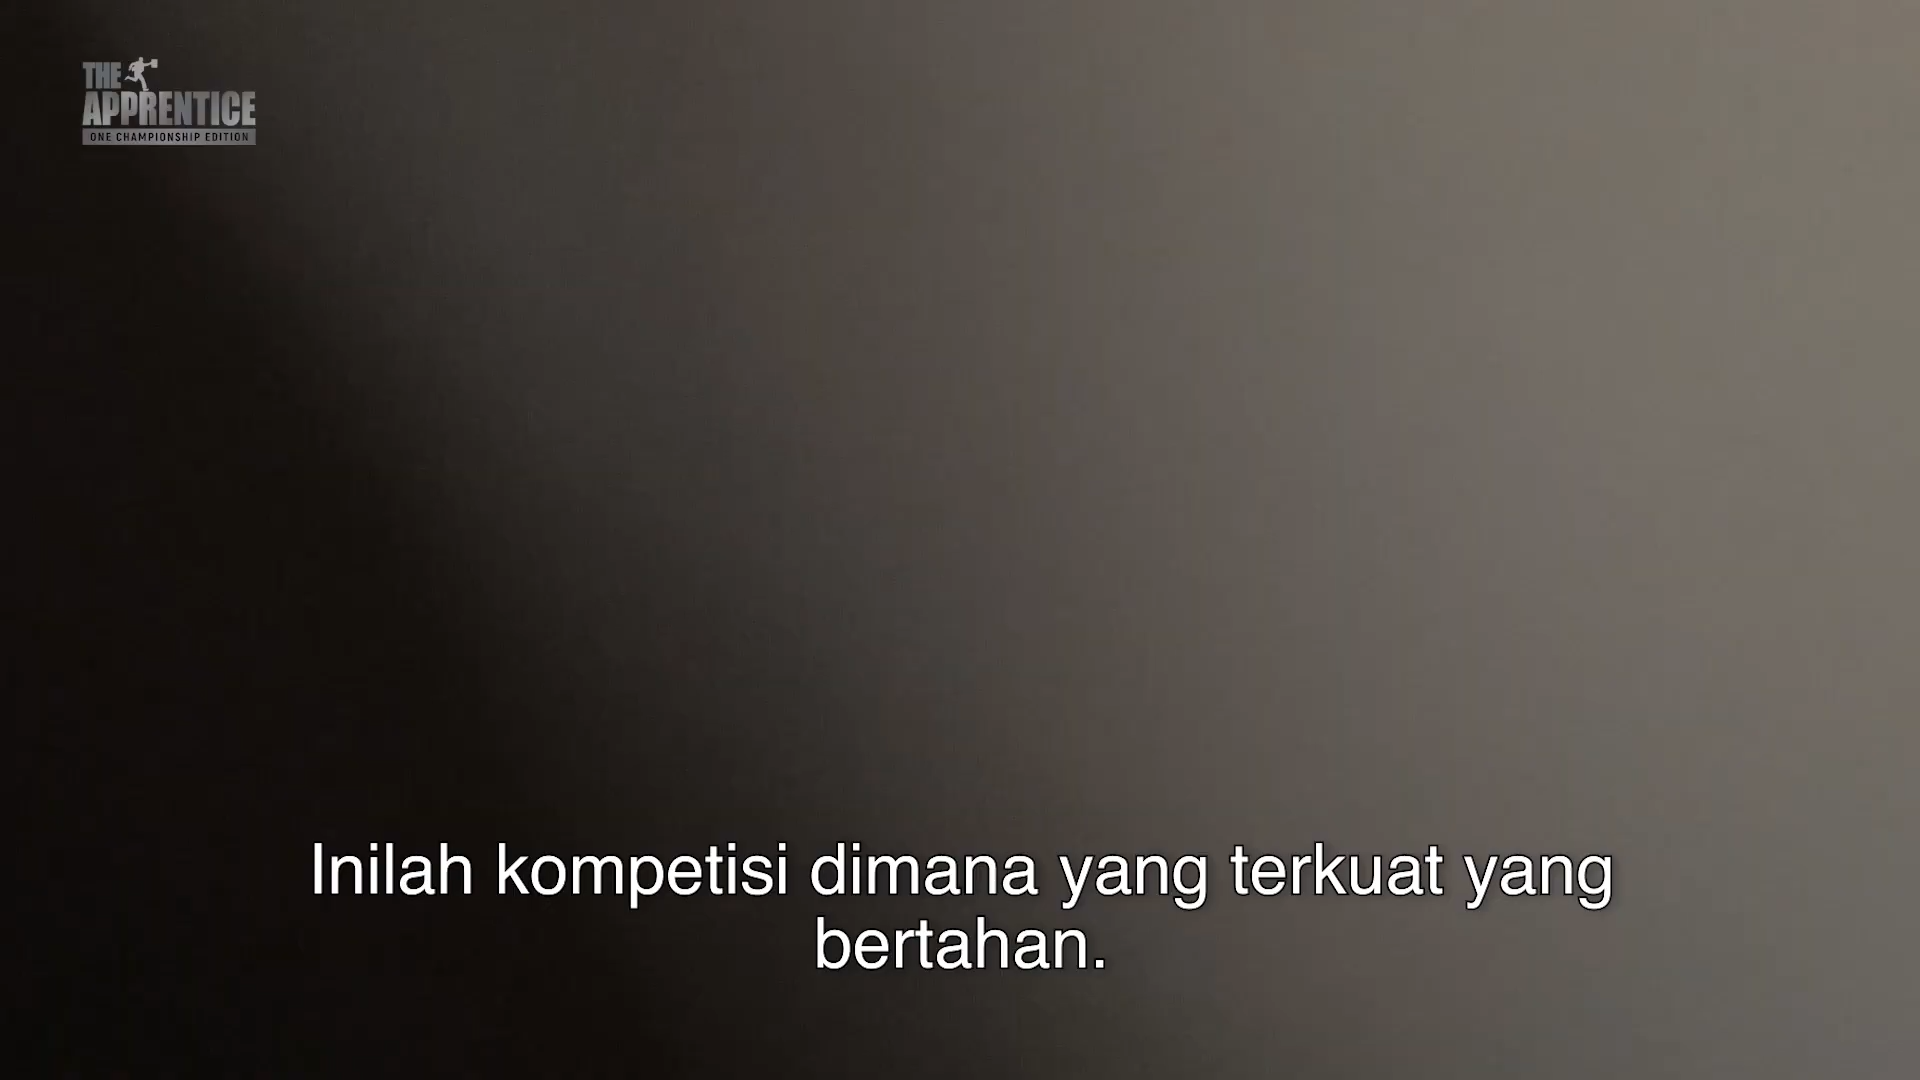 THE
APPRENTICE
ONE CHAMPIONSHIP EDITION
Inilah kompetisi dimana yang terkuat yang
bertahan.